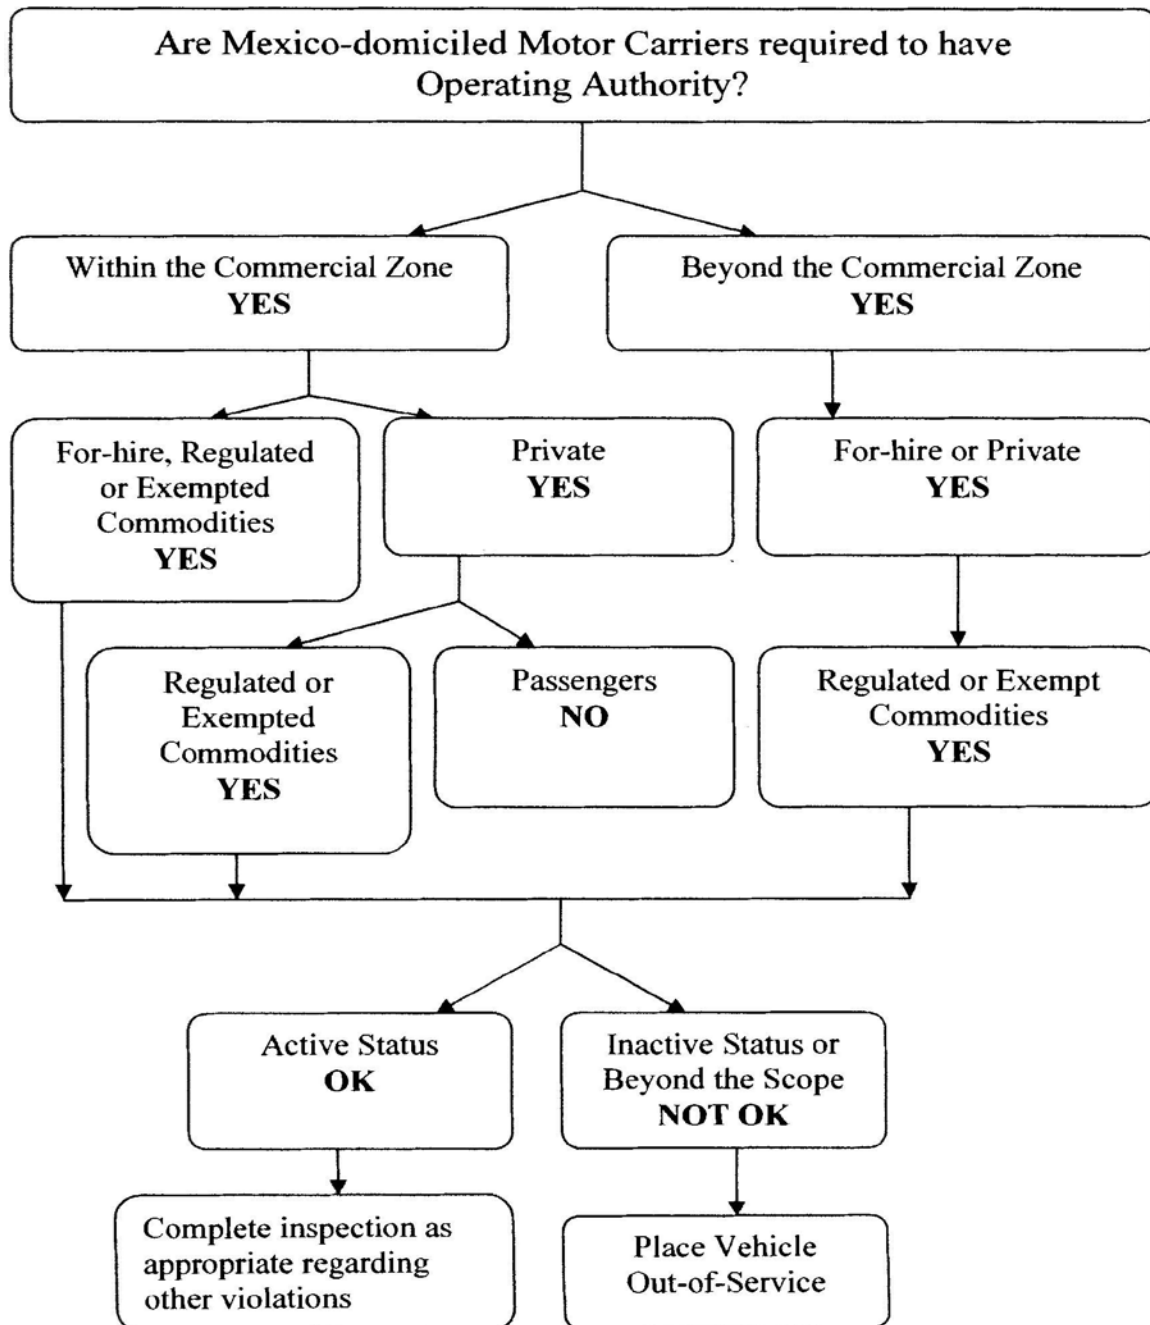 Are Mexico-domiciled Motor Carriers required to have
Operating Authority?
Within the Commercial Zone
YES
Beyond the Commercial Zone
YES
For-hire, Regulated
or Exempted
Commodities
YES
Private
YES
For-hire or Private
YES
Regulated or
Exempted
Commodities
YES
Passengers
NO
Regulated or Exempt
Commodities
YES
Active Status
OK
Inactive Status or
Beyond the Scope
NOT OK
Complete inspection as
appropriate regarding
other violations
Place Vehicle
Out-of-Service